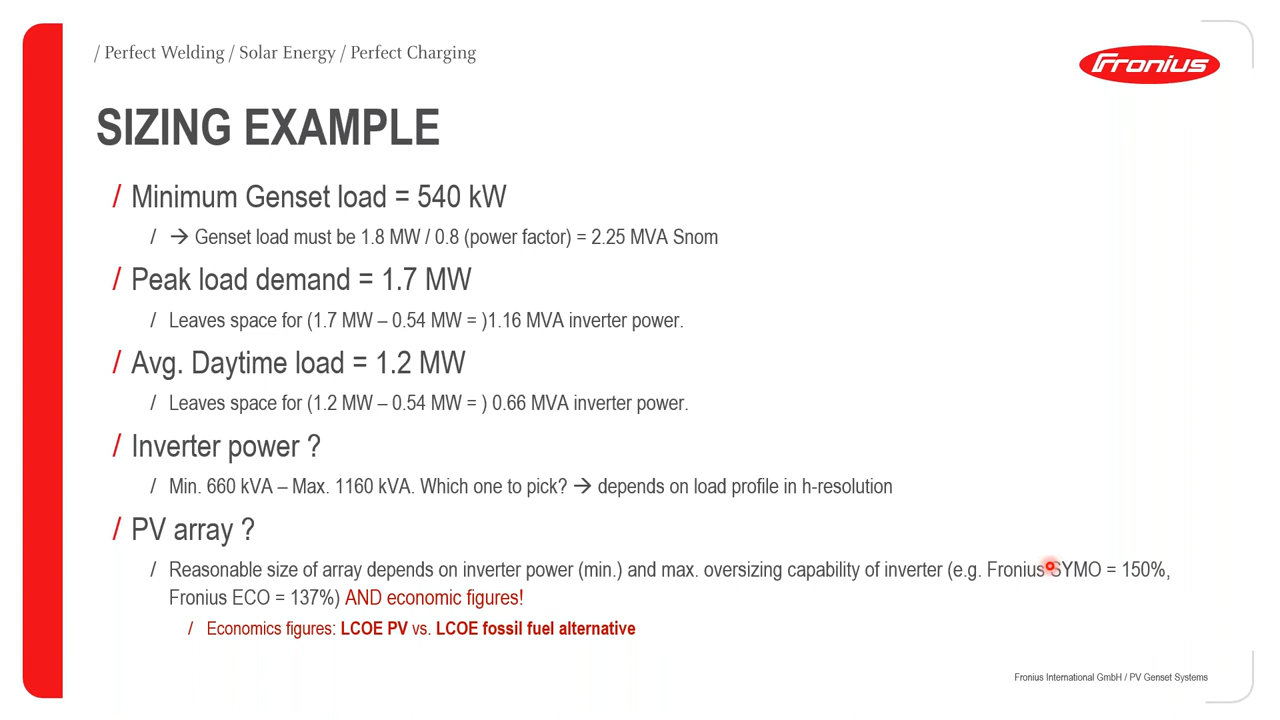 / Perfect Welding / Solar Energy / Perfect Charging
Fronius
SIZING EXAMPLE
/ Minimum Genset load = 540 kW
/ → Genset load must be 1.8 MW / 0.8 (power factor) = 2.25 MVA Snom
/ Peak load demand = 1.7 MW
/ Leaves space for (1.7 MW – 0.54 MW = )1.16 MVA inverter power.
/ Avg. Daytime load = 1.2 MW
/ Leaves space for (1.2 MW – 0.54 MW = ) 0.66 MVA inverter power.
/ Inverter power ?
/ Min. 660 kVA – Max. 1160 kVA. Which one to pick? → depends on load profile in h-resolution
/ PV array ?
/ Reasonable size of array depends on inverter power (min.) and max. oversizing capability of inverter (e.g. Fronius SYMO = 150%,
Fronius ECO = 137%) AND economic figures!
/ Economics figures: LCOE PV vs. LCOE fossil fuel alternative
Fronius International GmbH / PV Genset Systems